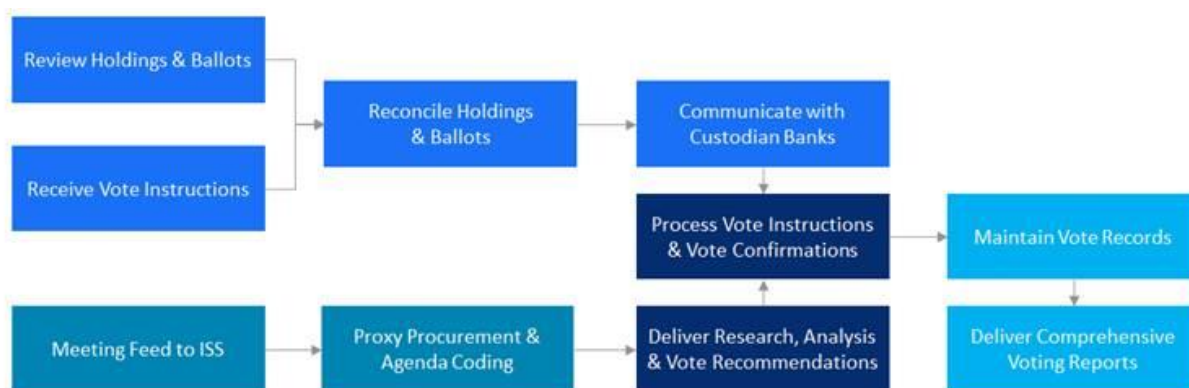 Review Holdings & Ballots
Receive Vote Instructions
Reconcile Holdings
& Ballots
Communicate with
Custodian Banks
Process Vote Instructions
& Vote Confirmations
Maintain Vote Records
Meeting Feed to ISS
Proxy Procurement &
Agenda Coding
Deliver Research, Analysis
& Vote Recommendations
Deliver Comprehensive
Voting Reports